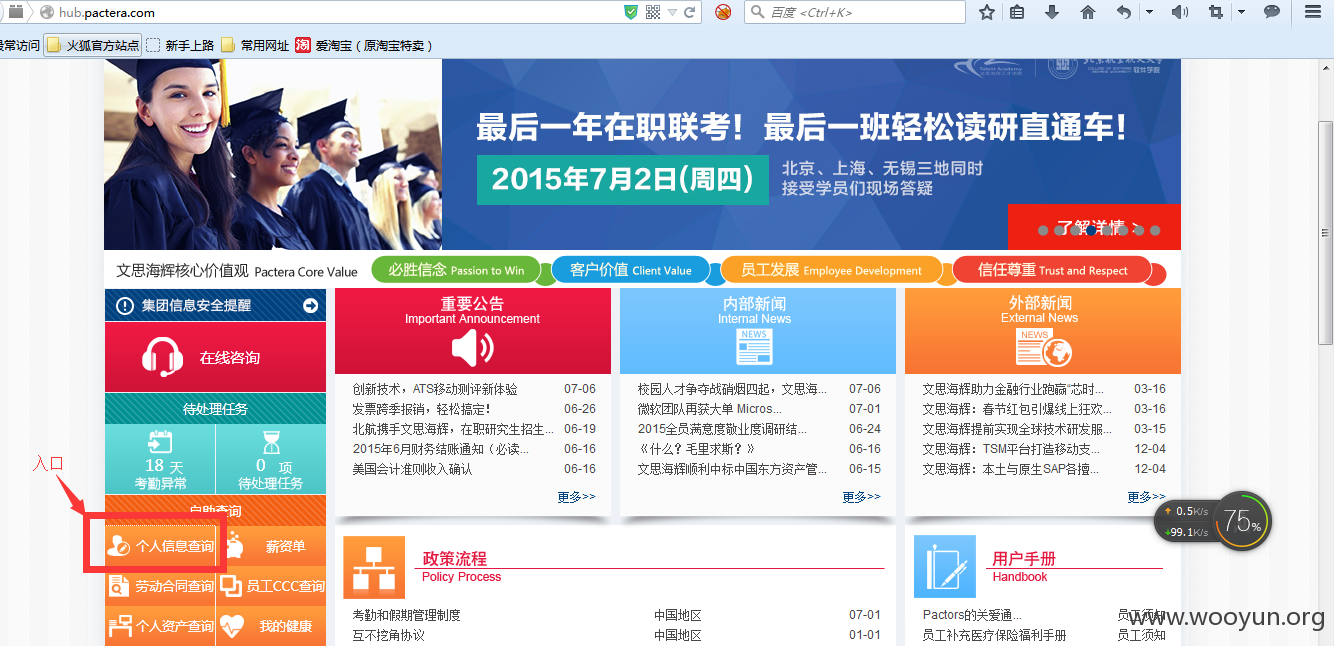 hub.pactera.com
百度 <Ctrl+K>
最常访问 火狐官方站点 新手上路 常用网址 淘 爱淘宝（原淘宝特卖）
Talent Academy
软件学院
最后一年在职联考！最后一班轻松读研直通车！
2015年7月2日(周四)
北京、上海、无锡三地同时
接受学员们现场答疑
了解详情 >
文思海辉核心价值观 Pactera Core Value
必胜信念 Passion to Win
客户价值 Client Value
员工发展 Employee Development
信任尊重 Trust and Respect
集团信息安全提醒
在线咨询
待处理任务
18 天
考勤异常
0 项
待处理任务
入口
自助查询
个人信息查询
薪资单
劳动合同查询
员工CCC查询
个人资产查询
我的健康
重要公告
Important Announcement
创新技术，ATS移动测评新体验 07-06
发票跨季报销，轻松搞定！ 06-26
北航携手文思海辉，在职研究生招生... 06-19
2015年6月财务结账通知（必读... 06-16
美国会计准则收入确认 06-16
更多>>
内部新闻
Internal News
NEWS
校园人才争夺战硝烟四起，文思海... 07-06
微软团队再获大单 Micros... 07-01
2015全员满意度敬业度调研结... 06-24
《什么？毛里求斯？》 06-16
文思海辉顺利中标中国东方资产管... 06-15
更多>>
外部新闻
External News
NEWS
文思海辉助力金融行业跑赢“芯时... 03-16
文思海辉：春节红包引爆线上狂欢... 03-16
文思海辉提前实现全球技术研发服... 03-15
文思海辉：TSM平台打造移动支... 12-04
文思海辉：本土与原生SAP各擅... 12-04
更多>>
0.5K/s
99.1K/s
75%
政策流程
Policy Process
考勤和假期管理制度 中国地区 07-01
互不挖角协议 中国地区 01-01
用户手册
Handbook
Pactors的关爱通... 员工须知
员工补充医疗保险福利手册 员工须知
www.wooyun.org